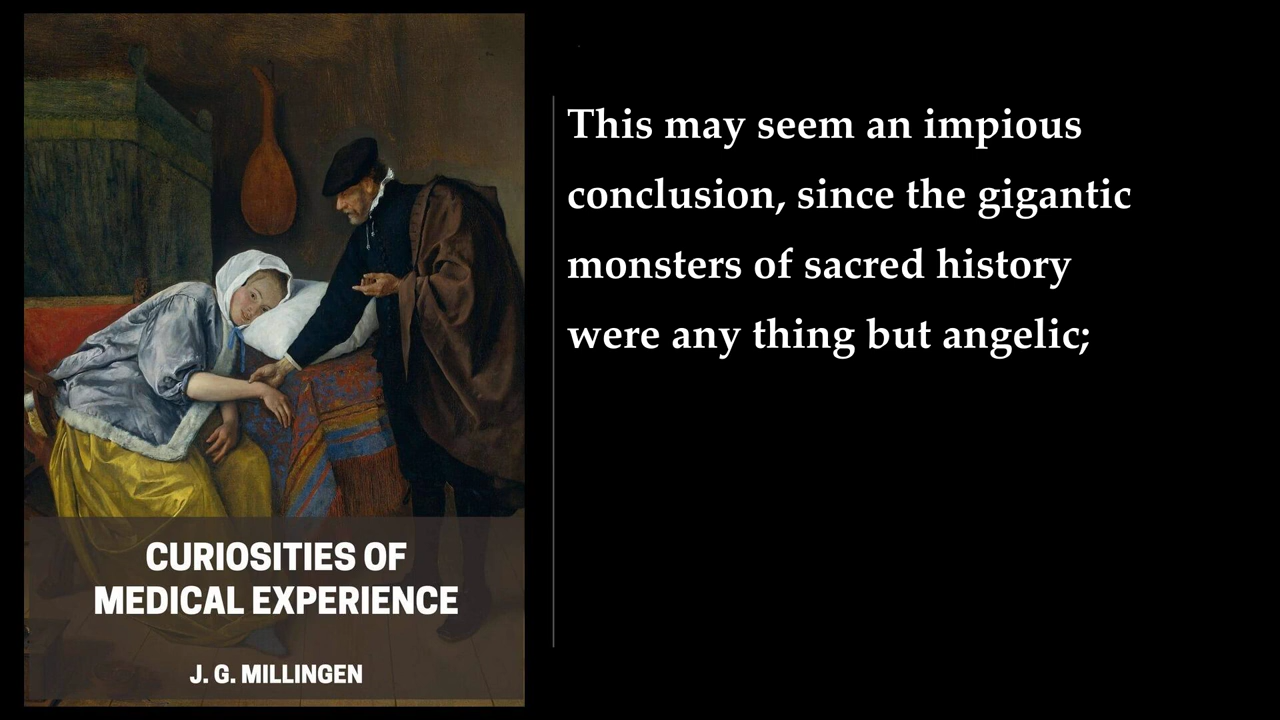 CURIOSITIES OF
MEDICAL EXPERIENCE
J. G. MILLINGEN
This may seem an impious
conclusion, since the gigantic
monsters of sacred history
were any thing but angelic;